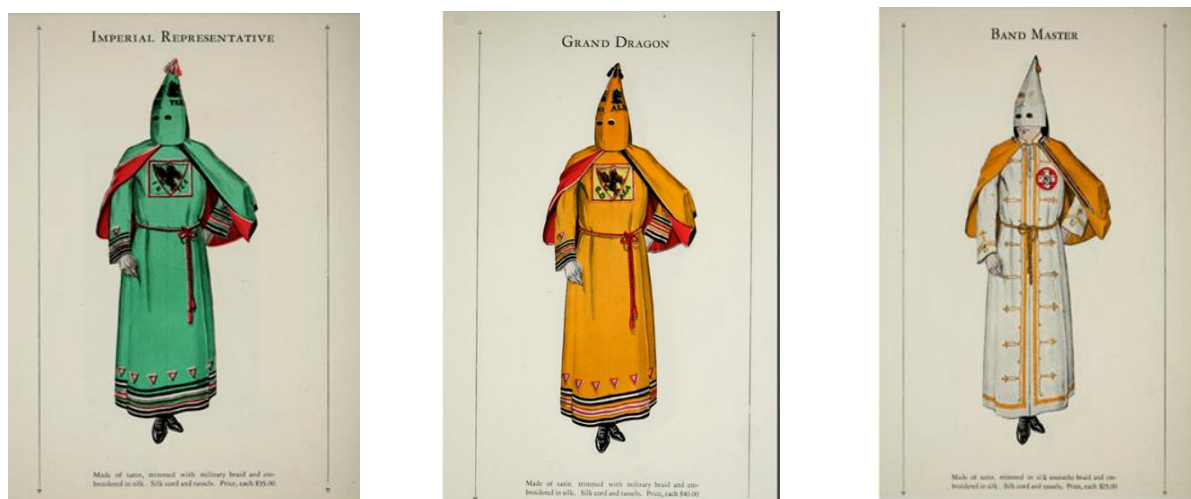 IMPERIAL REPRESENTATIVE
Made of satin, trimmed with military braid and em-
broidered in silk. Silk cord and tassels. Price, each $35.00
GRAND DRAGON
Made of satin trimmed with military braid and em-
broidered in silk. Silk cord and tassels. Price, each $40.00
BAND MASTER
Made of satin, trimmed in silk soutache braid and em-
broidered in silk. Silk cord and tassels. Price, each $25.00